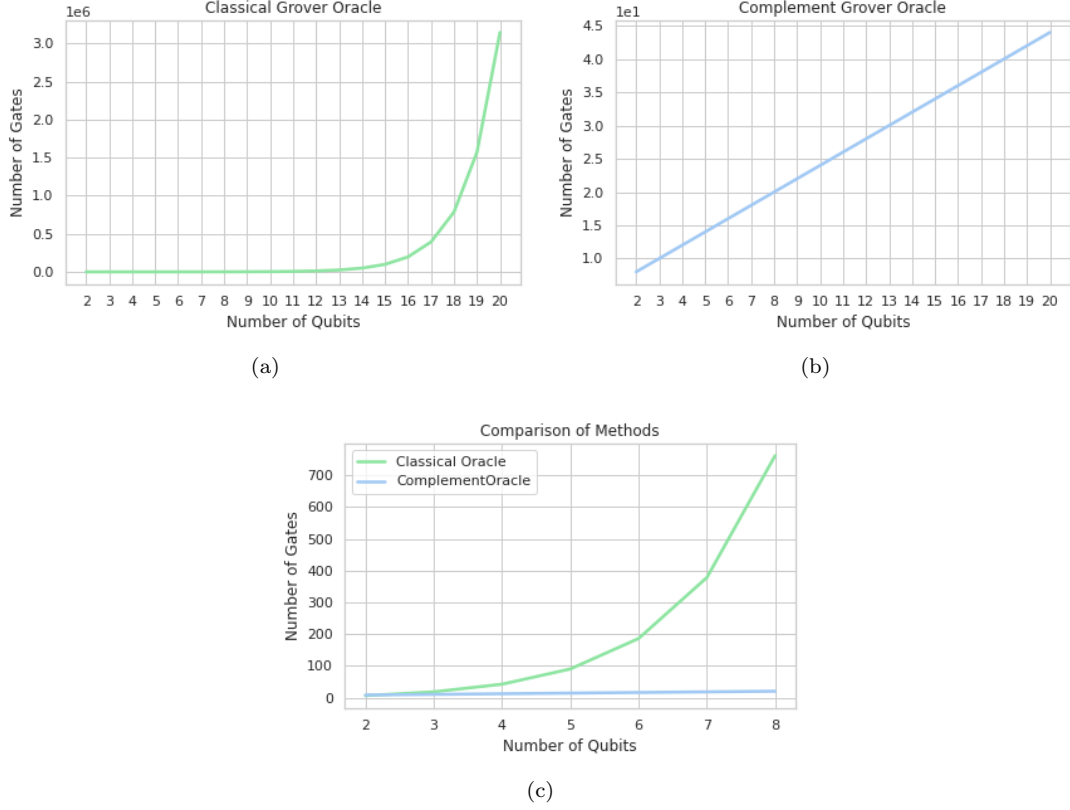 Classical Grover Oracle
1e6
3.0
2.5
2.0
1.5
1.0
0.5
0.0
Number of Gates
2 3 4 5 6 7 8 9 10 11 12 13 14 15 16 17 18 19 20
Number of Qubits
(a)
Complement Grover Oracle
1e1
4.5
4.0
3.5
3.0
2.5
2.0
1.5
1.0
Number of Gates
2 3 4 5 6 7 8 9 10 11 12 13 14 15 16 17 18 19 20
Number of Qubits
(b)
Comparison of Methods
Classical Oracle
ComplementOracle
700
600
500
400
300
200
100
0
Number of Gates
2 3 4 5 6 7 8
Number of Qubits
(c)